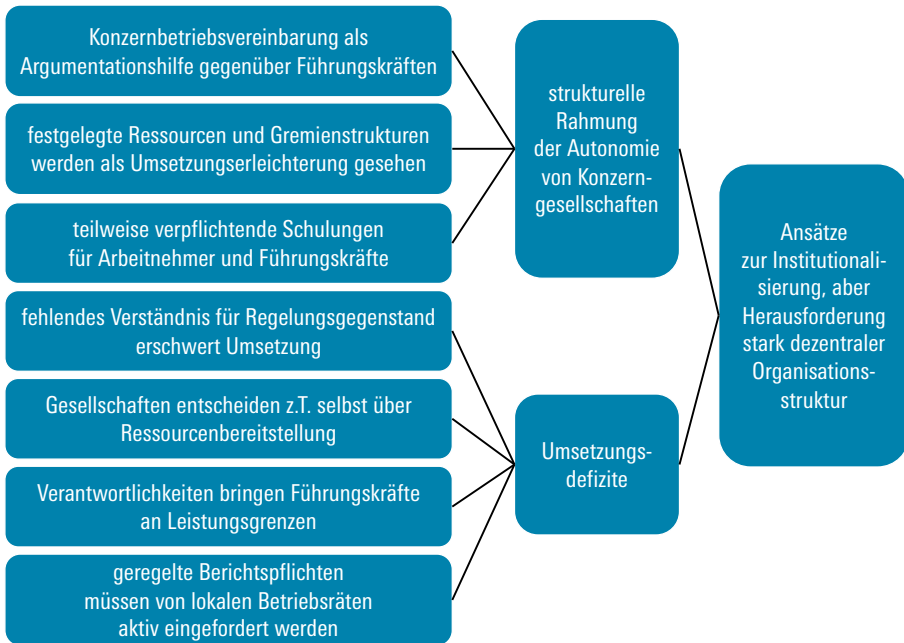 Konzernbetriebsvereinbarung als
Argumentationshilfe gegenüber Führungskräften
festgelegte Ressourcen und Gremienstrukturen
werden als Umsetzungserleichterung gesehen
teilweise verpflichtende Schulungen
für Arbeitnehmer und Führungskräfte
fehlendes Verständnis für Regelungsgegenstand
erschwert Umsetzung
Gesellschaften entscheiden z.T. selbst über
Ressourcenbereitstellung
Verantwortlichkeiten bringen Führungskräfte
an Leistungsgrenzen
geregelte Berichtspflichten
müssen von lokalen Betriebsräten
aktiv eingefordert werden
strukturelle
Rahmung
der Autonomie
von Konzern-
gesellschaften
Umsetzungs-
defizite
Ansätze
zur Institutionali-
sierung, aber
Herausforderung
stark dezentraler
Organisations-
struktur